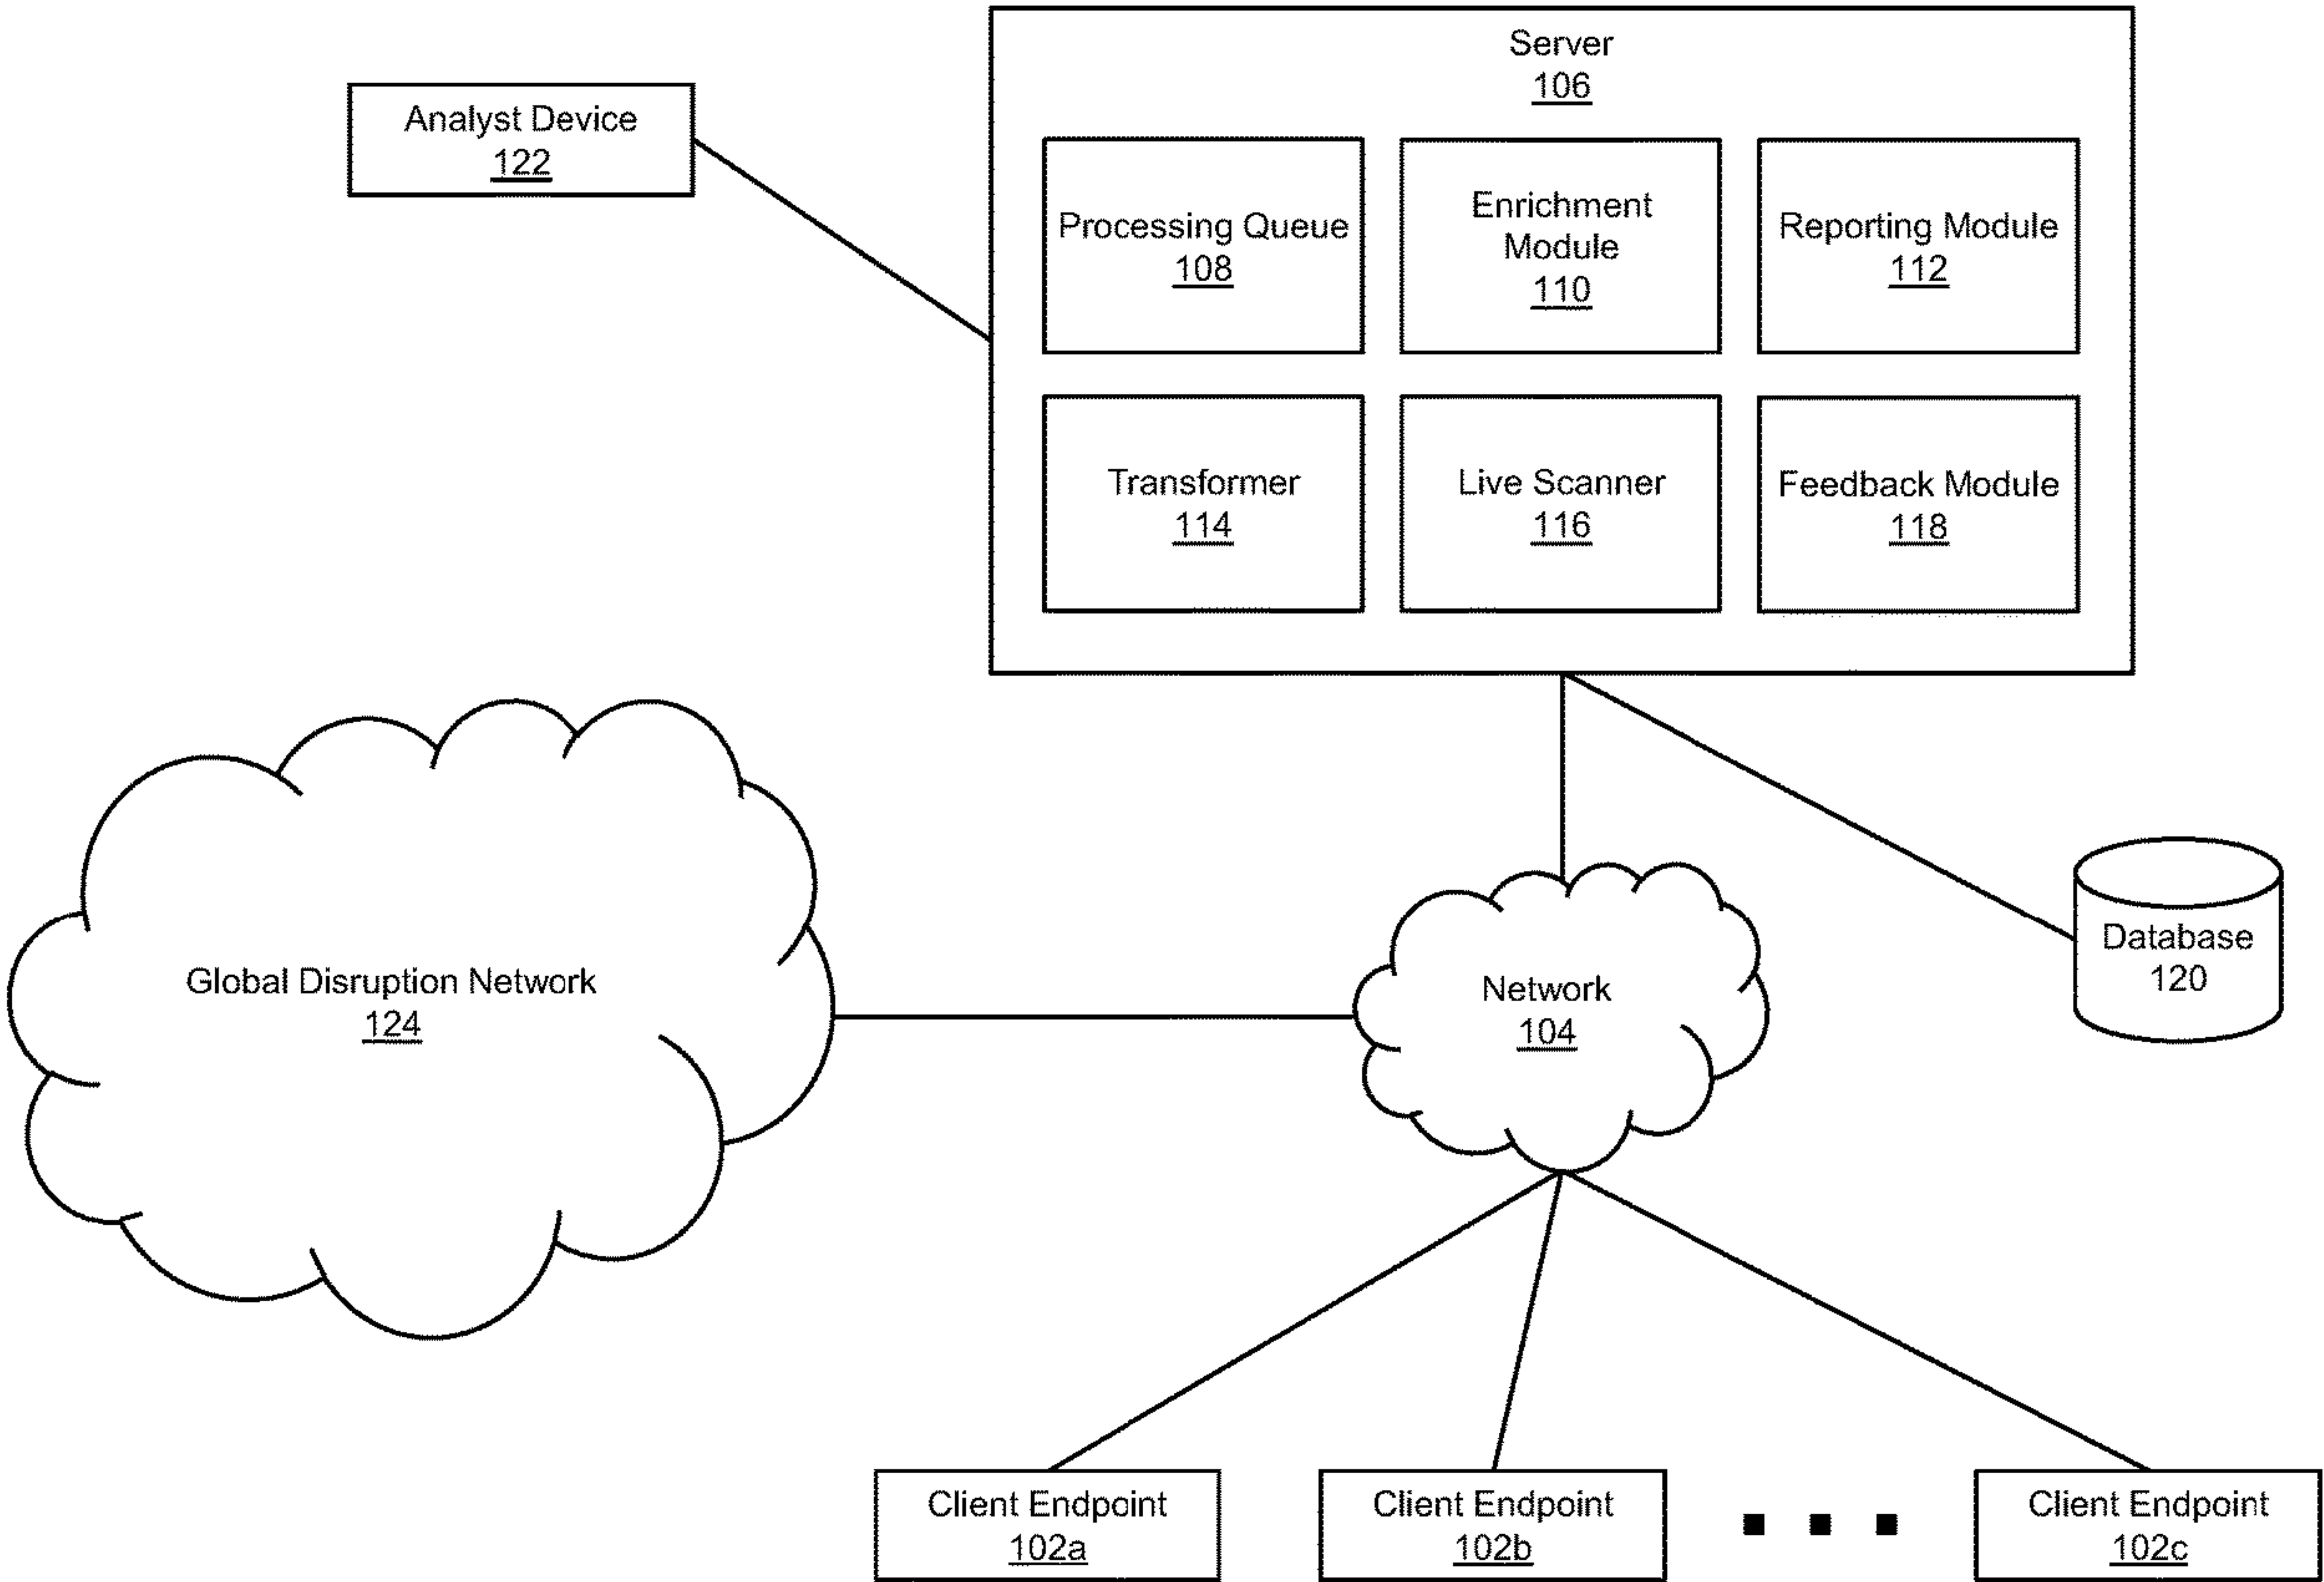 Server
106
Analyst Device
122
Processing Queue
108
Enrichment
Module
110
Reporting Module
112
Transformer
114
Live Scanner
116
Feedback Module
118
Global Disruption Network
124
Network
104
Database
120
Client Endpoint
102a
Client Endpoint
102b
Client Endpoint
102c